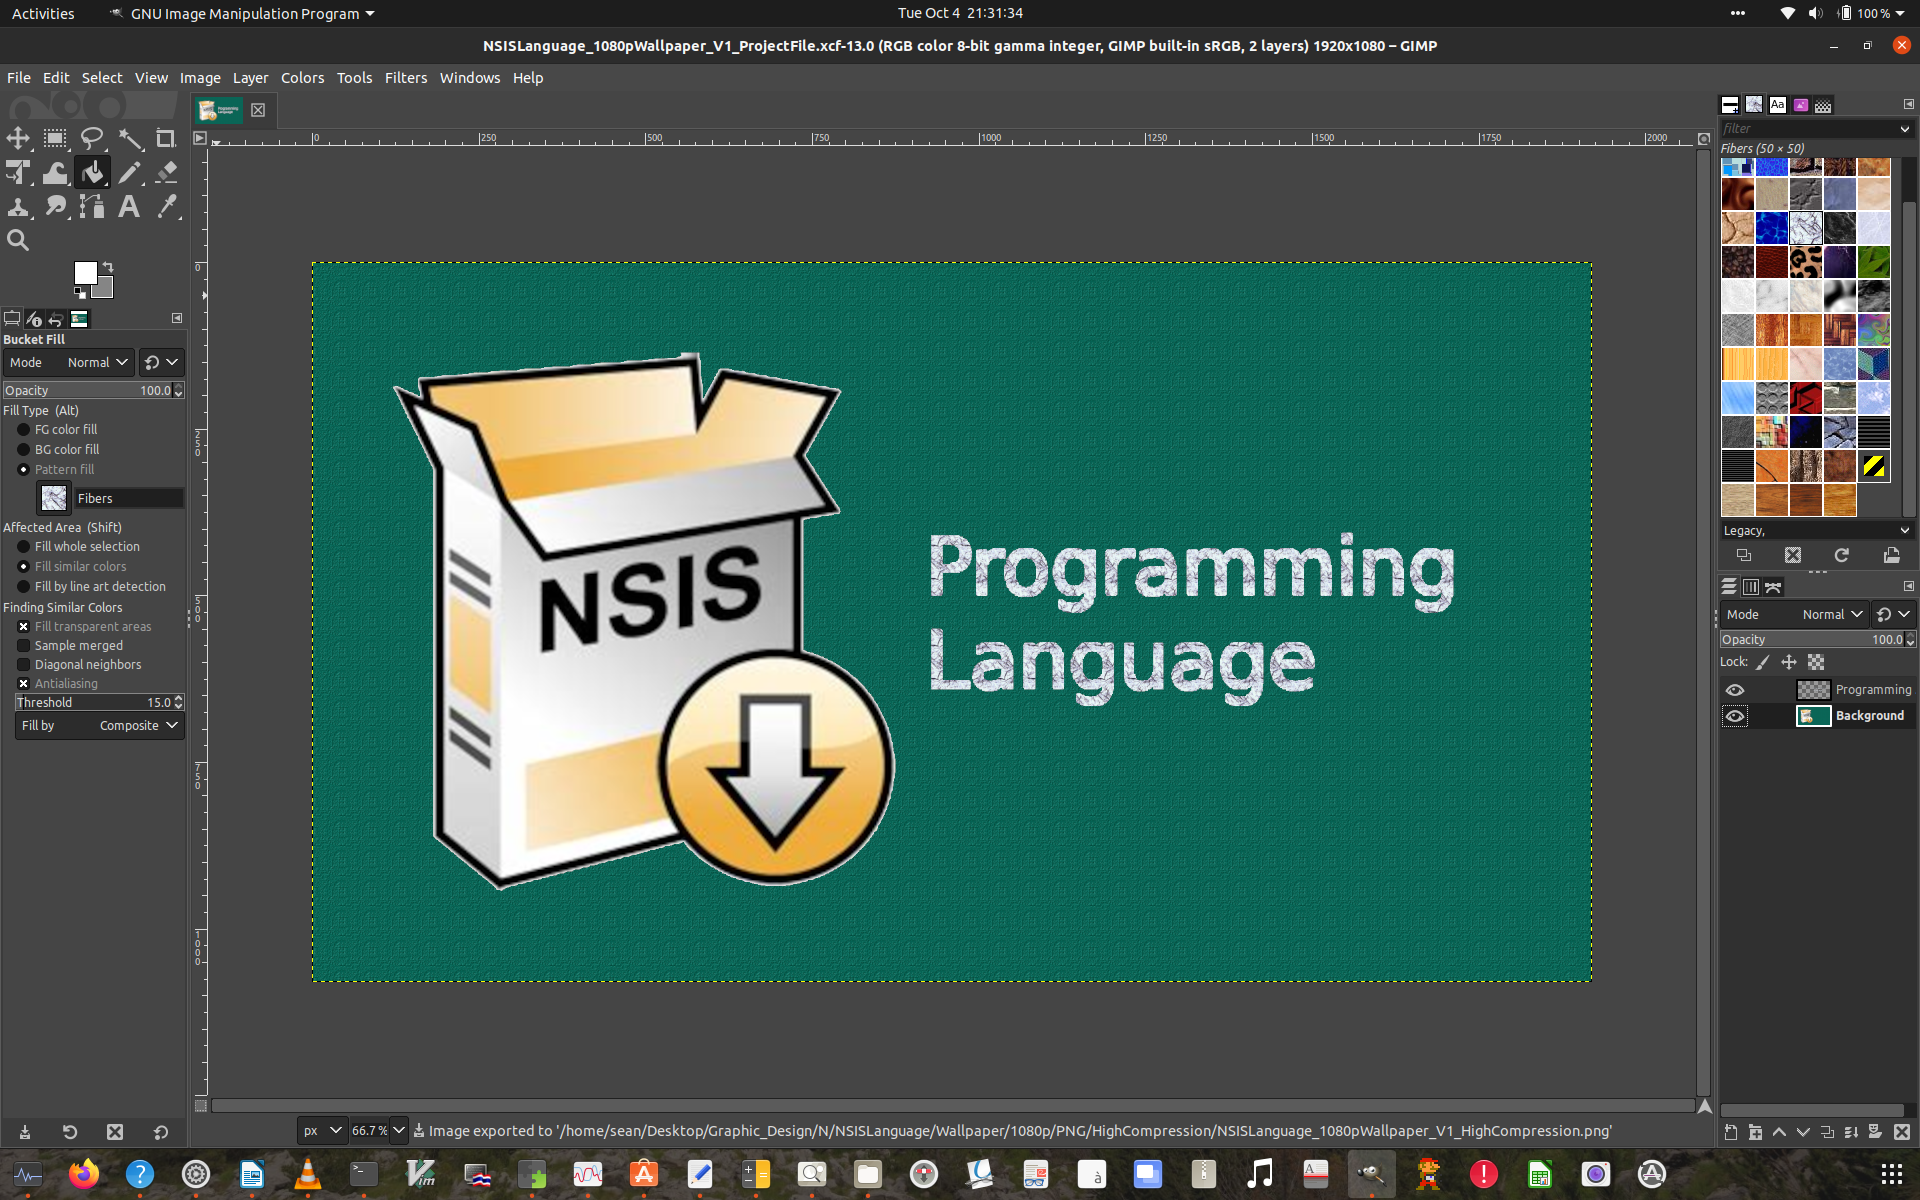 Activities
GNU Image Manipulation Program
Tue Oct 4 21:31:34
100 %
NSISLanguage_1080pWallpaper_V1_ProjectFile.xcf-13.0 (RGB color 8-bit gamma integer, GIMP built-in sRGB, 2 layers) 1920x1080 – GIMP
File Edit Select View Image Layer Colors Tools Filters Windows Help
0 250 500 750 1000 1250 1500 1750 2000
0
250
500
750
1000
Bucket Fill
Mode Normal
Opacity 100.0
Fill Type (Alt)
FG color fill
BG color fill
Pattern fill
Fibers
Affected Area (Shift)
Fill whole selection
Fill similar colors
Fill by line art detection
Finding Similar Colors
Fill transparent areas
Sample merged
Diagonal neighbors
Antialiasing
Threshold 15.0
Fill by Composite
NSIS
Programming
Language
Aa
filter
Fibers (50 × 50)
Legacy,
Mode Normal
Opacity 100.0
Lock:
Programming
Background
px
66.7 %
Image exported to '/home/sean/Desktop/Graphic_Design/N/NSISLanguage/Wallpaper/1080p/PNG/HighCompression/NSISLanguage_1080pWallpaper_V1_HighCompression.png'